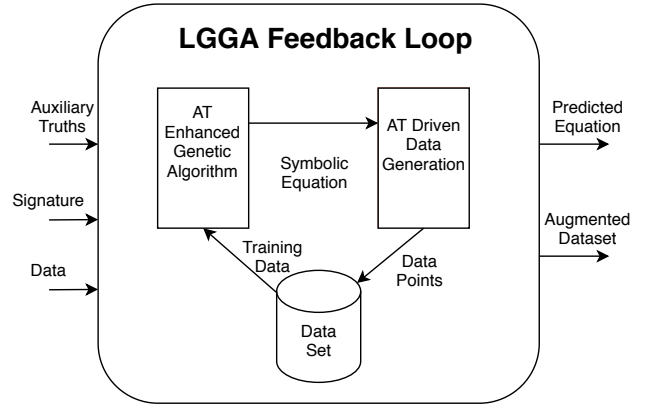 LGGA Feedback Loop
Auxiliary
Truths
Signature
Data
AT
Enhanced
Genetic
Algorithm
Symbolic
Equation
AT Driven
Data
Generation
Training
Data
Data
Points
Data
Set
Predicted
Equation
Augmented
Dataset